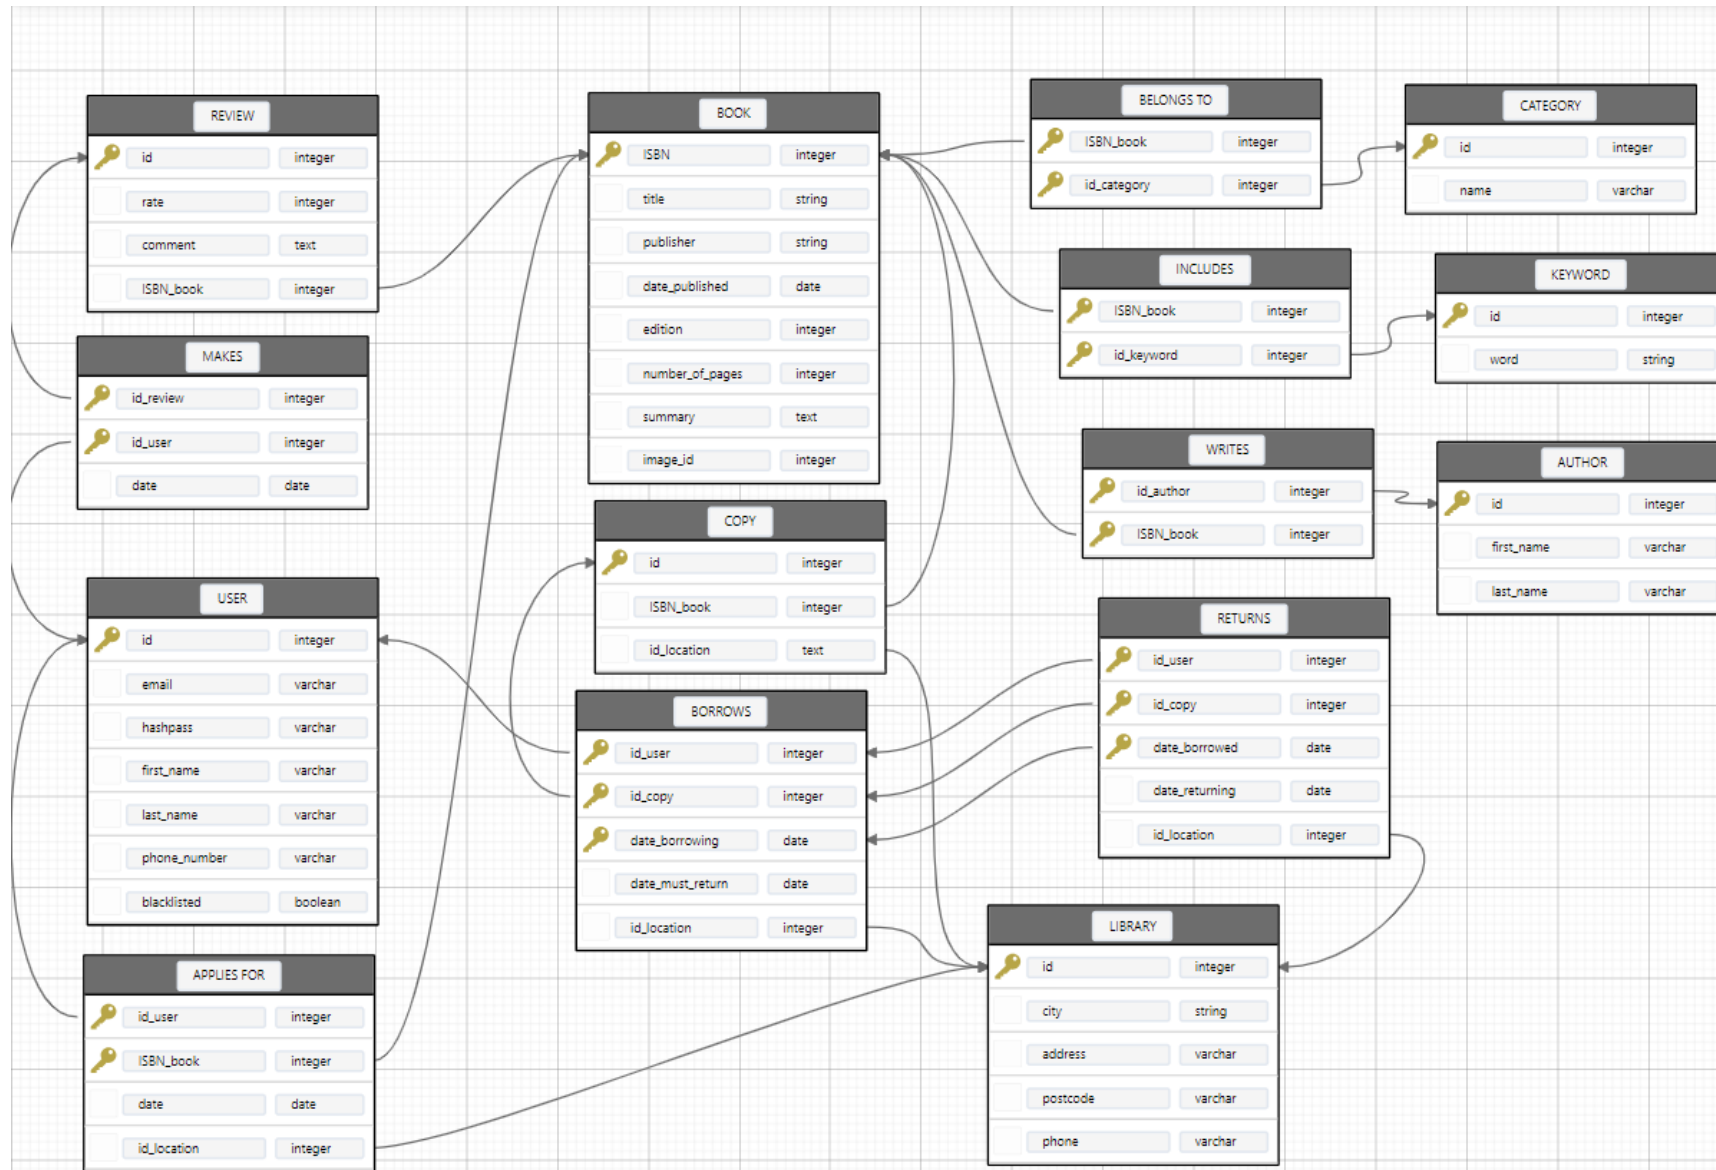 REVIEW
id integer
rate integer
comment text
ISBN_book integer
MAKES
id_review integer
id_user integer
date date
USER
id integer
email varchar
hashpass varchar
first_name varchar
last_name varchar
phone_number varchar
blacklisted boolean
APPLIES FOR
id_user integer
ISBN_book integer
date date
id_location integer
BOOK
ISBN integer
title string
publisher string
date_published date
edition integer
number_of_pages integer
summary text
image_id integer
COPY
id integer
ISBN_book integer
id_location text
BORROWS
id_user integer
id_copy integer
date_borrowing date
date_must_return date
id_location integer
BELONGS TO
ISBN_book integer
id_category integer
CATEGORY
id integer
name varchar
INCLUDES
ISBN_book integer
id_keyword integer
KEYWORD
id integer
word string
WRITES
id_author integer
ISBN_book integer
AUTHOR
id integer
first_name varchar
last_name varchar
RETURNS
id_user integer
id_copy integer
date_borrowed date
date_returning date
id_location integer
LIBRARY
id integer
city string
address varchar
postcode varchar
phone varchar